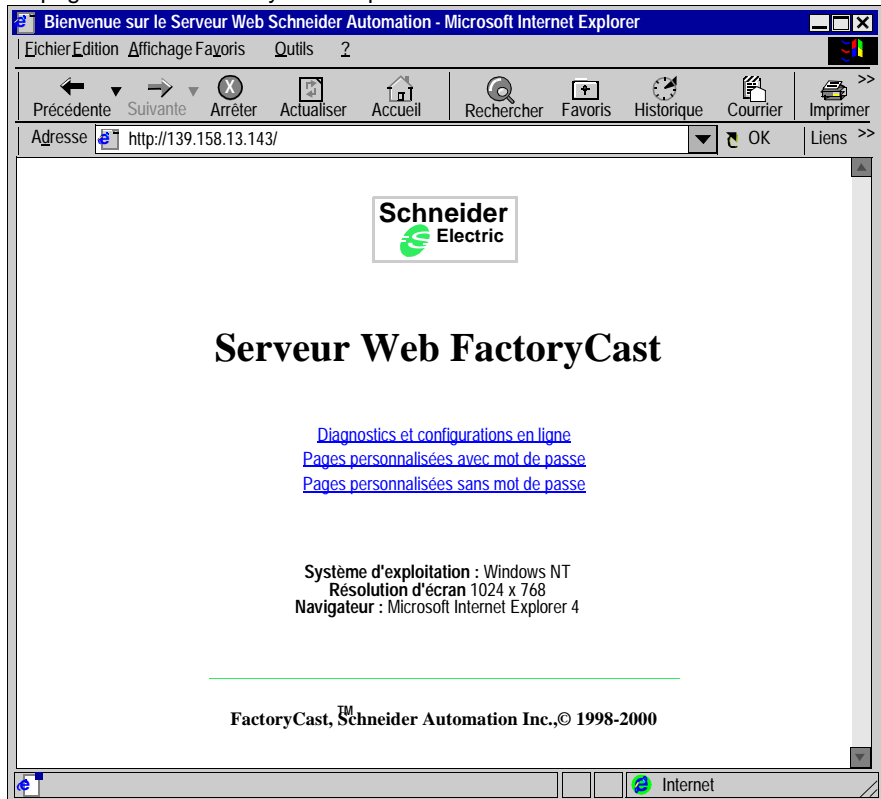 Bienvenue sur le Serveur Web Schneider Automation - Microsoft Internet Explorer
Fichier Edition Affichage Favoris Outils ?
Précédente Suivante Arrêter Actualiser Accueil Rechercher Favoris Historique Courrier Imprimer >>
Adresse http://139.158.13.143/ OK Liens >>
Schneider
Electric
Serveur Web FactoryCast
Diagnostics et configurations en ligne
Pages personnalisées avec mot de passe
Pages personnalisées sans mot de passe
Système d'exploitation : Windows NT
Résolution d'écran 1024 x 768
Navigateur : Microsoft Internet Explorer 4
FactoryCast, TM Schneider Automation Inc.,© 1998-2000
Internet